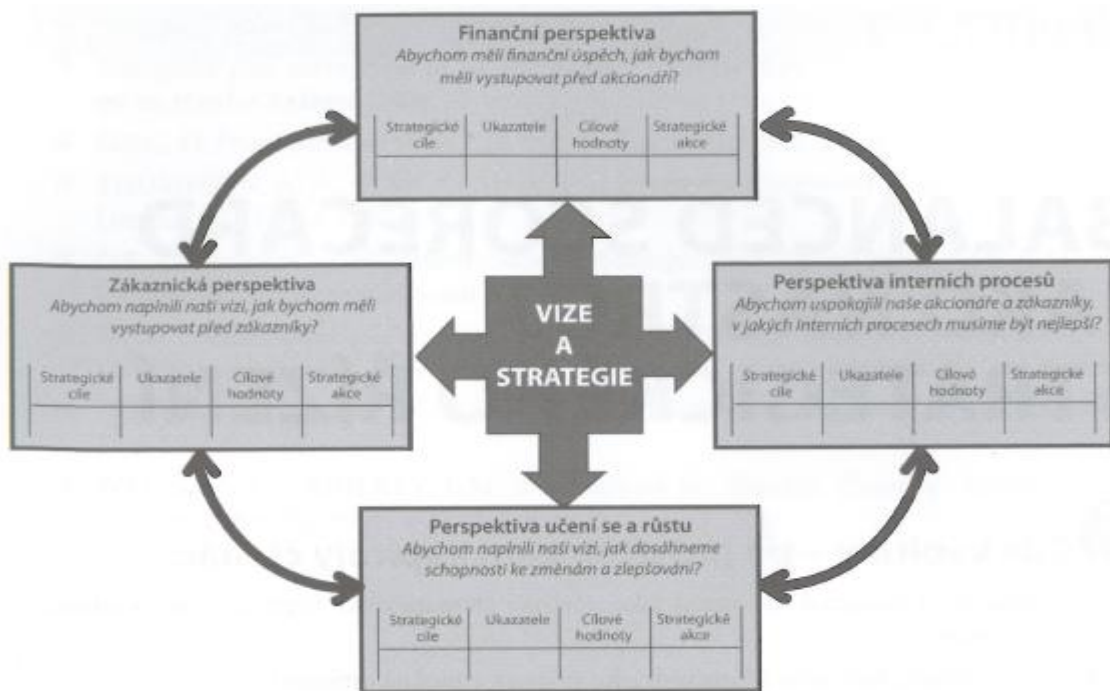 Finanční perspektiva
Abychom měli finanční úspěch, jak bychom
měli vystupovat před akcionáři?
Strategické cíle
Ukazatele
Cílové hodnoty
Strategické akce
Zákaznická perspektiva
Abychom naplnili naši vizi, jak bychom měli
vystupovat před zákazníky?
Strategické cíle
Ukazatele
Cílové hodnoty
Strategické akce
VIZE
A
STRATEGIE
Perspektiva interních procesů
Abychom uspokojili naše akcionáře a zákazníky,
v jakých interních procesech musíme být nejlepší?
Strategické cíle
Ukazatele
Cílové hodnoty
Strategické akce
Perspektiva učení se a růstu
Abychom naplnili naši vizi, jak dosáhneme
schopnosti ke změnám a zlepšování?
Strategické cíle
Ukazatele
Cílové hodnoty
Strategické akce